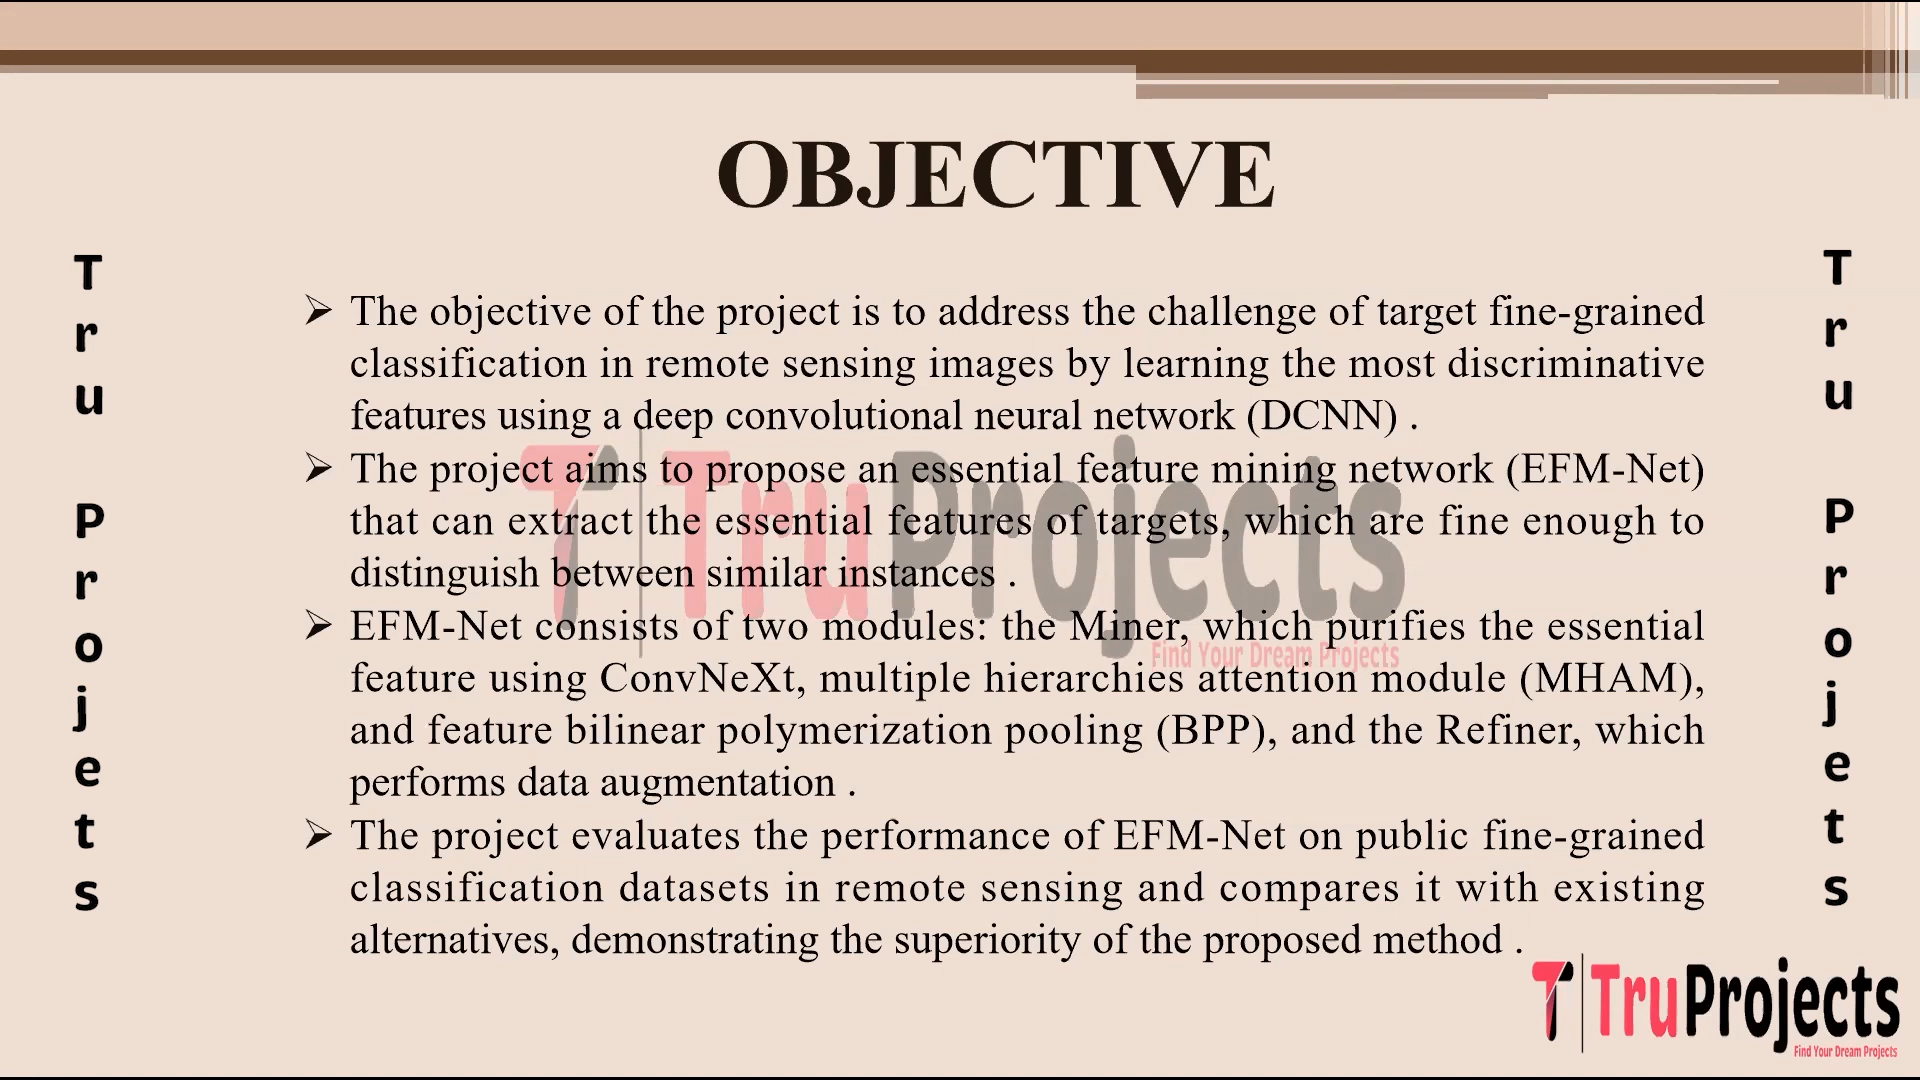 OBJECTIVE
Tru Projets
Tru Projets
➢ The objective of the project is to address the challenge of target fine-grained
classification in remote sensing images by learning the most discriminative
features using a deep convolutional neural network (DCNN) .
➢ The project aims to propose an essential feature mining network (EFM-Net)
that can extract the essential features of targets, which are fine enough to
distinguish between similar instances .
➢ EFM-Net consists of two modules: the Miner, which purifies the essential
feature using ConvNeXt, multiple hierarchies attention module (MHAM),
and feature bilinear polymerization pooling (BPP), and the Refiner, which
performs data augmentation .
➢ The project evaluates the performance of EFM-Net on public fine-grained
classification datasets in remote sensing and compares it with existing
alternatives, demonstrating the superiority of the proposed method .
TruProjects
Find Your Dream Projects
TruProjects
Find Your Dream Projects